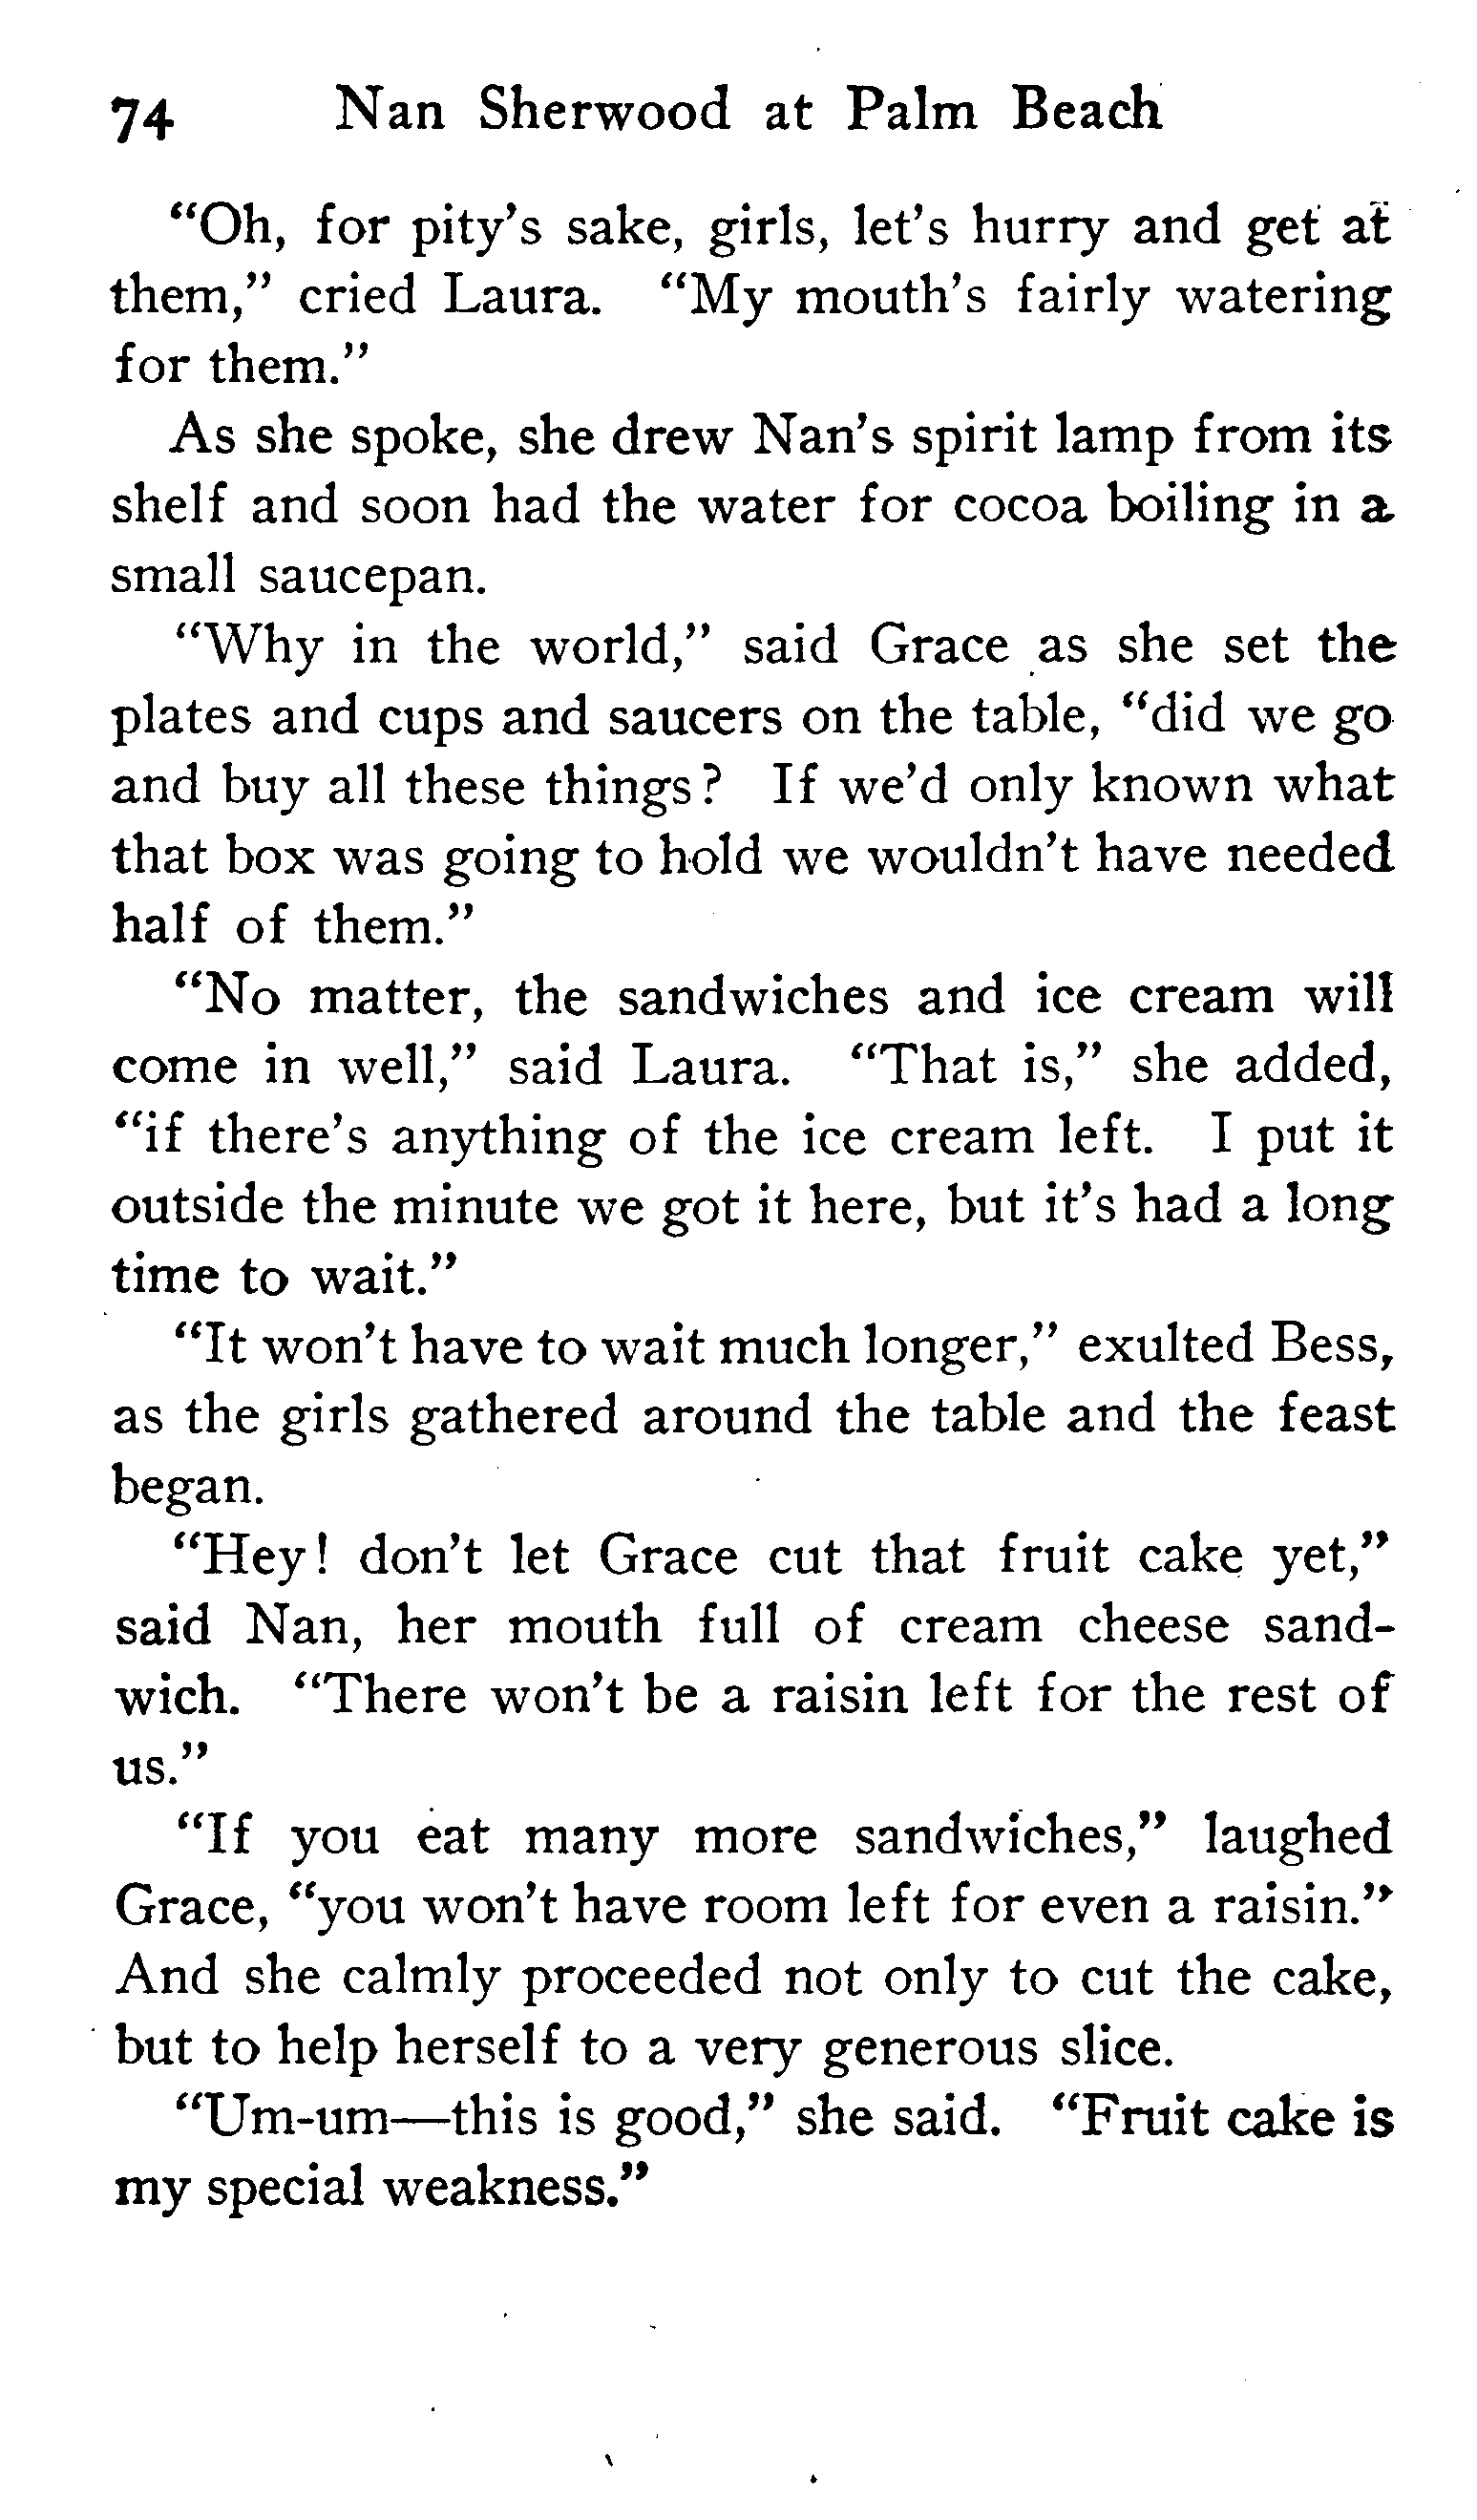 74 Nan Sherwood at Palm Beach
“Oh, for pity’s sake, girls, let’s hurry and get at
them,” cried Laura. “My mouth’s fairly watering
for them.”
As she spoke, she drew Nan’s spirit lamp from its
shelf and soon had the water for cocoa boiling in a
small saucepan.
“Why in the world,” said Grace as she set the
plates and cups and saucers on the table, “did we go
and buy all these things? If we’d only known what
that box was going to hold we wouldn’t have needed
half of them.”
“No matter, the sandwiches and ice cream will
come in well,” said Laura. “That is,” she added,
“if there’s anything of the ice cream left. I put it
outside the minute we got it here, but it’s had a long
time to wait.”
“It won’t have to wait much longer,” exulted Bess,
as the girls gathered around the table and the feast
began.
“Hey! don’t let Grace cut that fruit cake yet,”
said Nan, her mouth full of cream cheese sand-
wich. “There won’t be a raisin left for the rest of
us.”
“If you eat many more sandwiches,” laughed
Grace, “you won’t have room left for even a raisin.”
And she calmly proceeded not only to cut the cake,
but to help herself to a very generous slice.
“Um-um—this is good,” she said. “Fruit cake is
my special weakness.”